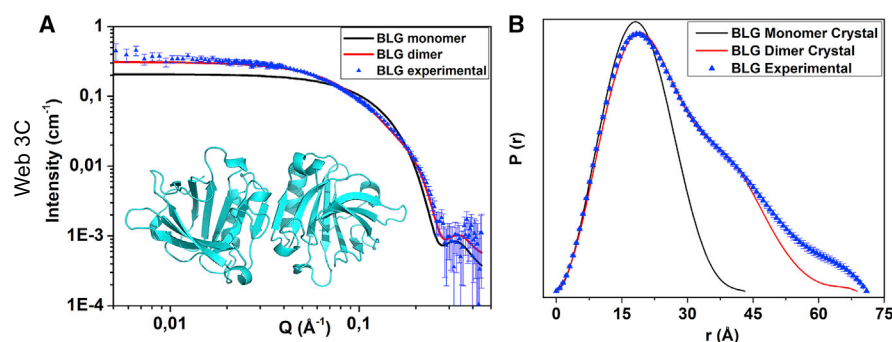 A
Web 3C
Intensity (cm⁻¹)
1
0,1
0,01
1E-3
1E-4
BLG monomer
BLG dimer
BLG experimental
0,01
0,1
Q (Å⁻¹)
B
P (r)
BLG Monomer Crystal
BLG Dimer Crystal
BLG Experimental
0
15
30
45
60
75
r (Å)